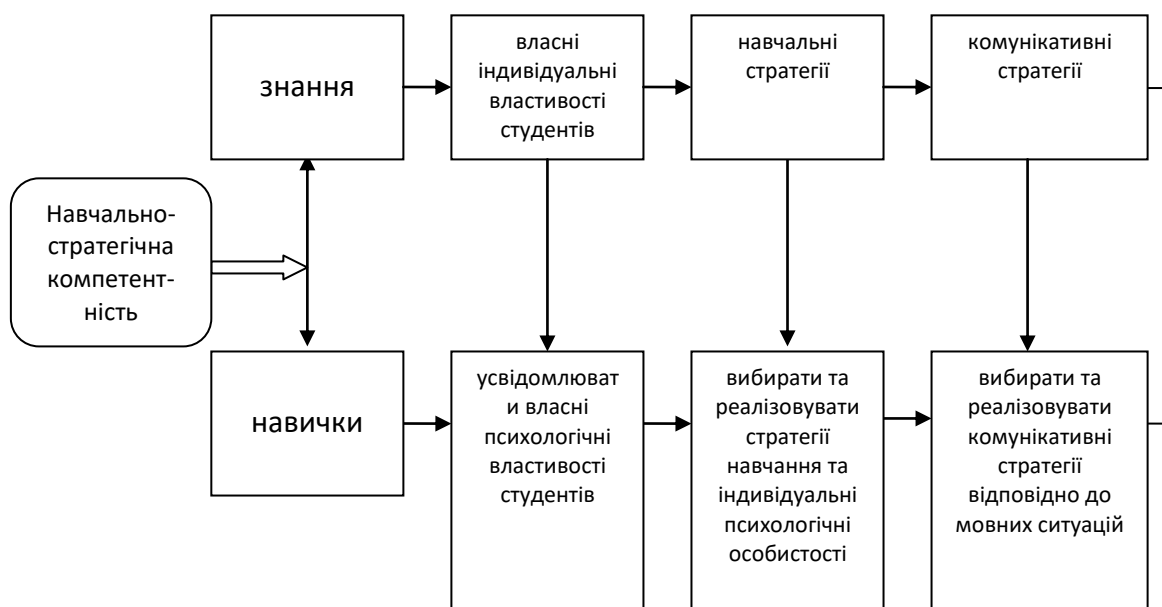 знання
власні
індивідуальні
властивості
студентів
навчальні
стратегії
комунікативні
стратегії
Навчально-
стратегічна
компетент-
ність
навички
усвідомлюват
и власні
психологічні
властивості
студентів
вибирати та
реалізовувати
стратегії
навчання та
індивідуальні
психологічні
особистості
вибирати та
реалізовувати
комунікативні
стратегії
відповідно до
мовних ситуацій